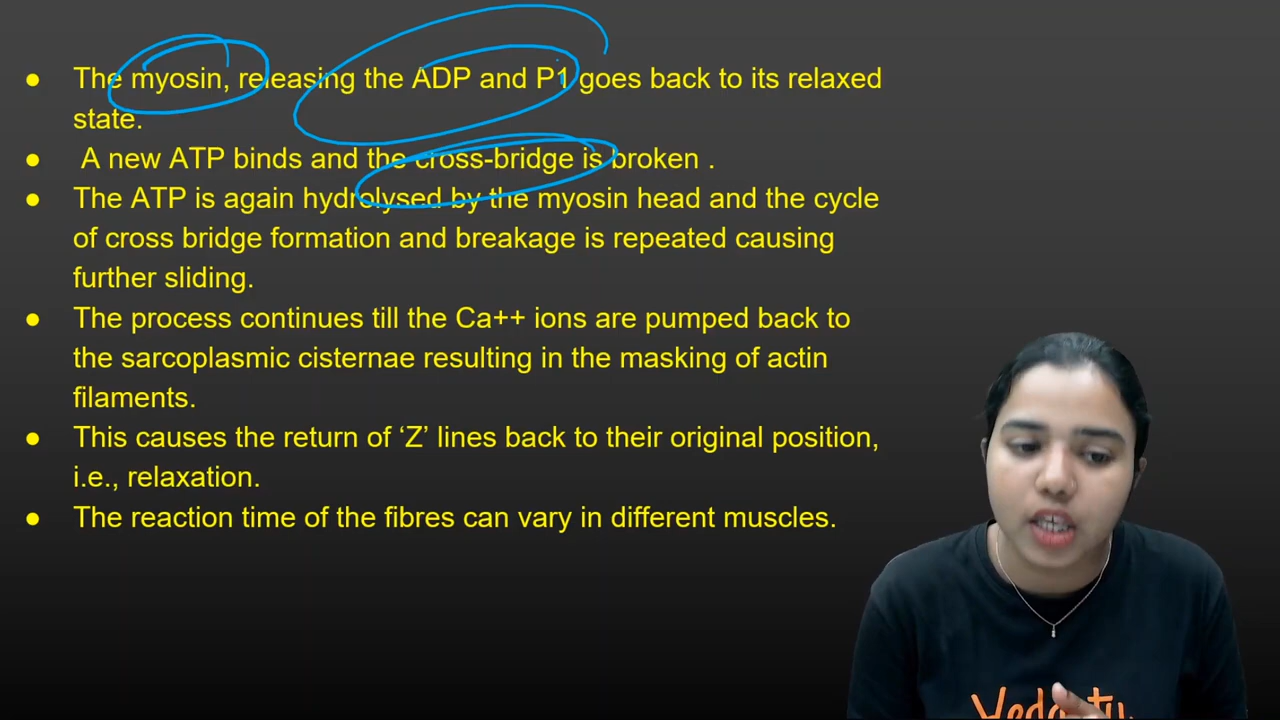 ● The myosin, releasing the ADP and P1 goes back to its relaxed
state.
● A new ATP binds and the cross-bridge is broken .
● The ATP is again hydrolysed by the myosin head and the cycle
of cross bridge formation and breakage is repeated causing
further sliding.
● The process continues till the Ca++ ions are pumped back to
the sarcoplasmic cisternae resulting in the masking of actin
filaments.
● This causes the return of ‘Z’ lines back to their original position,
i.e., relaxation.
● The reaction time of the fibres can vary in different muscles.